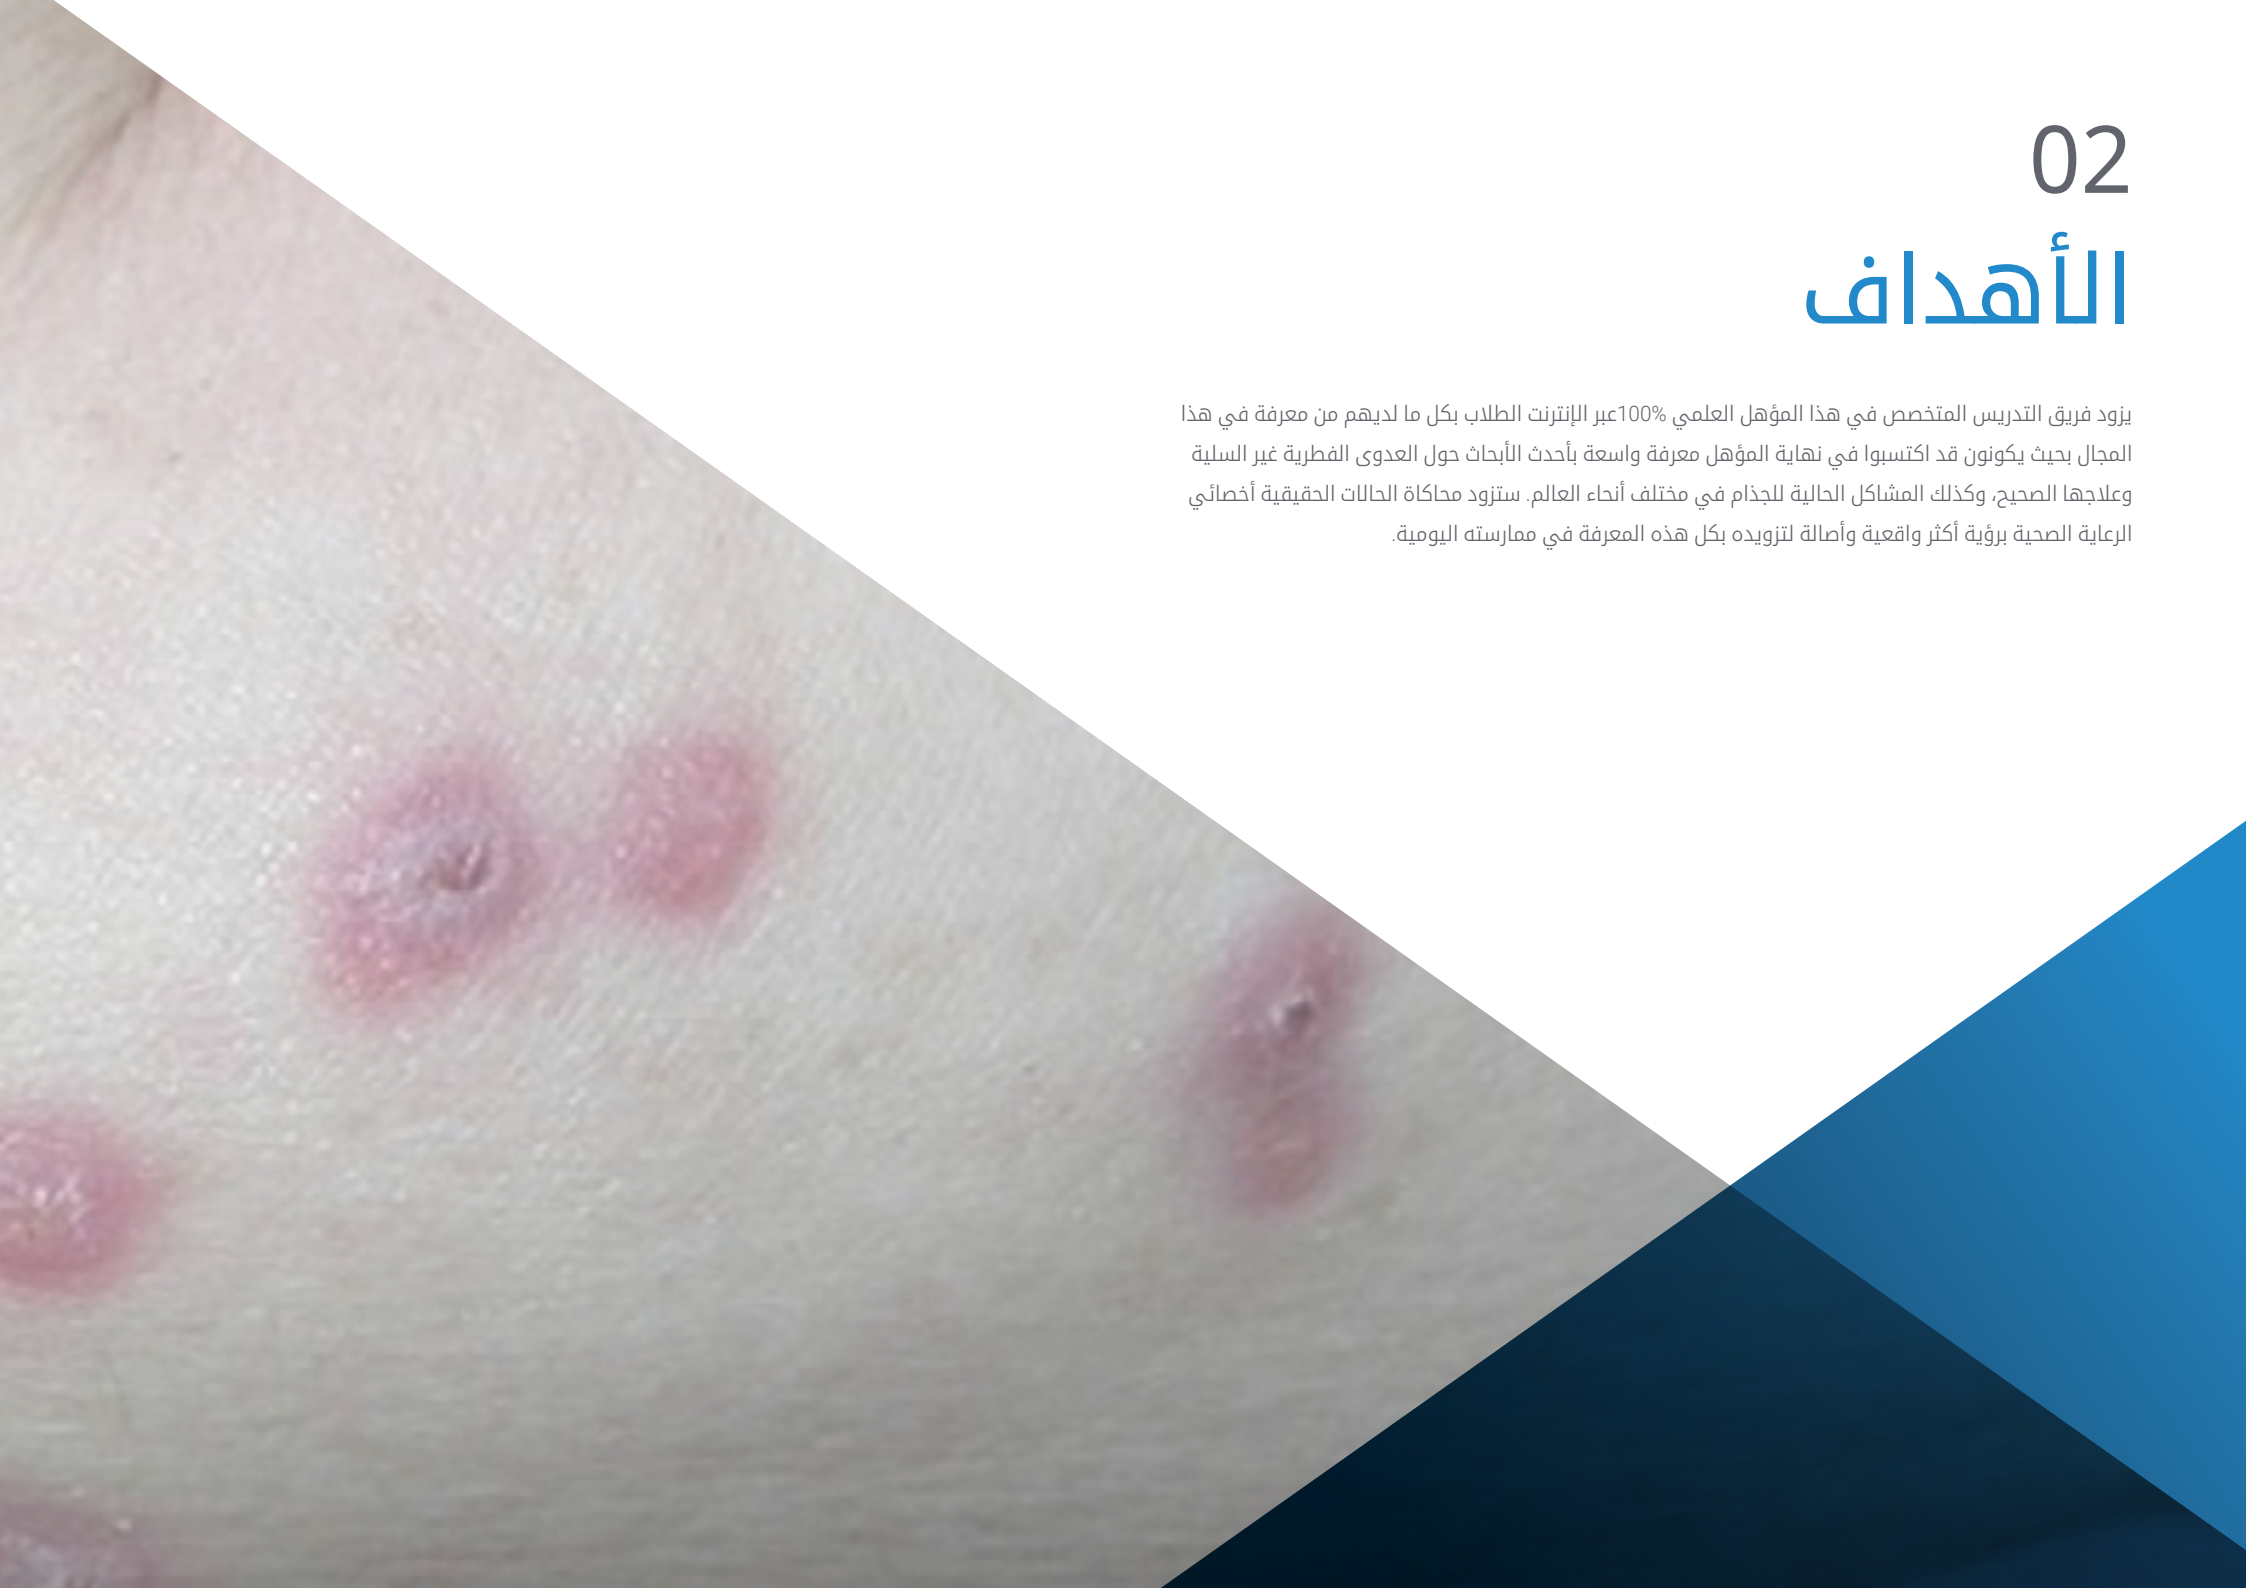 02
الأهداف
يزود فريق التدريس المتخصص في هذا المؤهل العلمي %100عبر الإنترنت الطلاب بكل ما لديهم من معرفة في هذا
المجال بحيث يكونون قد اكتسبوا في نهاية المؤهل معرفة واسعة بأحدث الأبحاث حول العدوى الفطرية غير السلية
وعلاجها الصحيح، وكذلك المشاكل الحالية للجذام في مختلف أنحاء العالم. ستزود محاكاة الحالات الحقيقية أخصائي
الرعاية الصحية برؤية أكثر واقعية وأصالة لتزويده بكل هذه المعرفة في ممارسته اليومية.